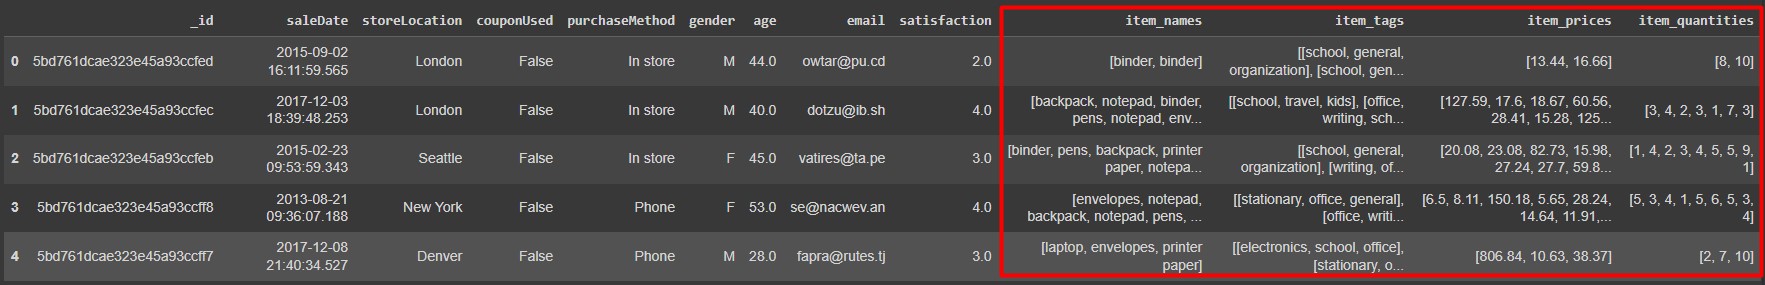 _id saleDate storeLocation couponUsed purchaseMethod gender age email satisfaction item_names item_tags item_prices item_quantities
0 5bd761dcae323e45a93ccfed 2015-09-02 16:11:59.565 London False In store M 44.0 owtar@pu.cd 2.0 [binder, binder] [[school, general, organization], [school, gen... [13.44, 16.66] [8, 10]
1 5bd761dcae323e45a93ccfec 2017-12-03 18:39:48.253 London False In store M 40.0 dotzu@ib.sh 4.0 [backpack, notepad, binder, pens, notepad, env... [[school, travel, kids], [office, writing, sch... [127.59, 17.6, 18.67, 60.56, 28.41, 15.28, 125... [3, 4, 2, 3, 1, 7, 3]
2 5bd761dcae323e45a93ccfeb 2015-02-23 09:53:59.343 Seattle False In store F 45.0 vatires@ta.pe 3.0 [binder, pens, backpack, printer paper, notepa... [[school, general, organization], [writing, of... [20.08, 23.08, 82.73, 15.98, 27.24, 27.7, 59.8... [1, 4, 2, 3, 4, 5, 5, 9, 1]
3 5bd761dcae323e45a93ccff8 2013-08-21 09:36:07.188 New York False Phone F 53.0 se@nacwev.an 4.0 [envelopes, notepad, backpack, notepad, pens, ... [[stationary, office, general], [office, writi... [6.5, 8.11, 150.18, 5.65, 28.24, 14.64, 11.91,... [5, 3, 4, 1, 5, 6, 5, 3, 4]
4 5bd761dcae323e45a93ccff7 2017-12-08 21:40:34.527 Denver False Phone M 28.0 fapra@rutes.tj 3.0 [laptop, envelopes, printer paper] [[electronics, school, office], [stationary, o... [806.84, 10.63, 38.37] [2, 7, 10]